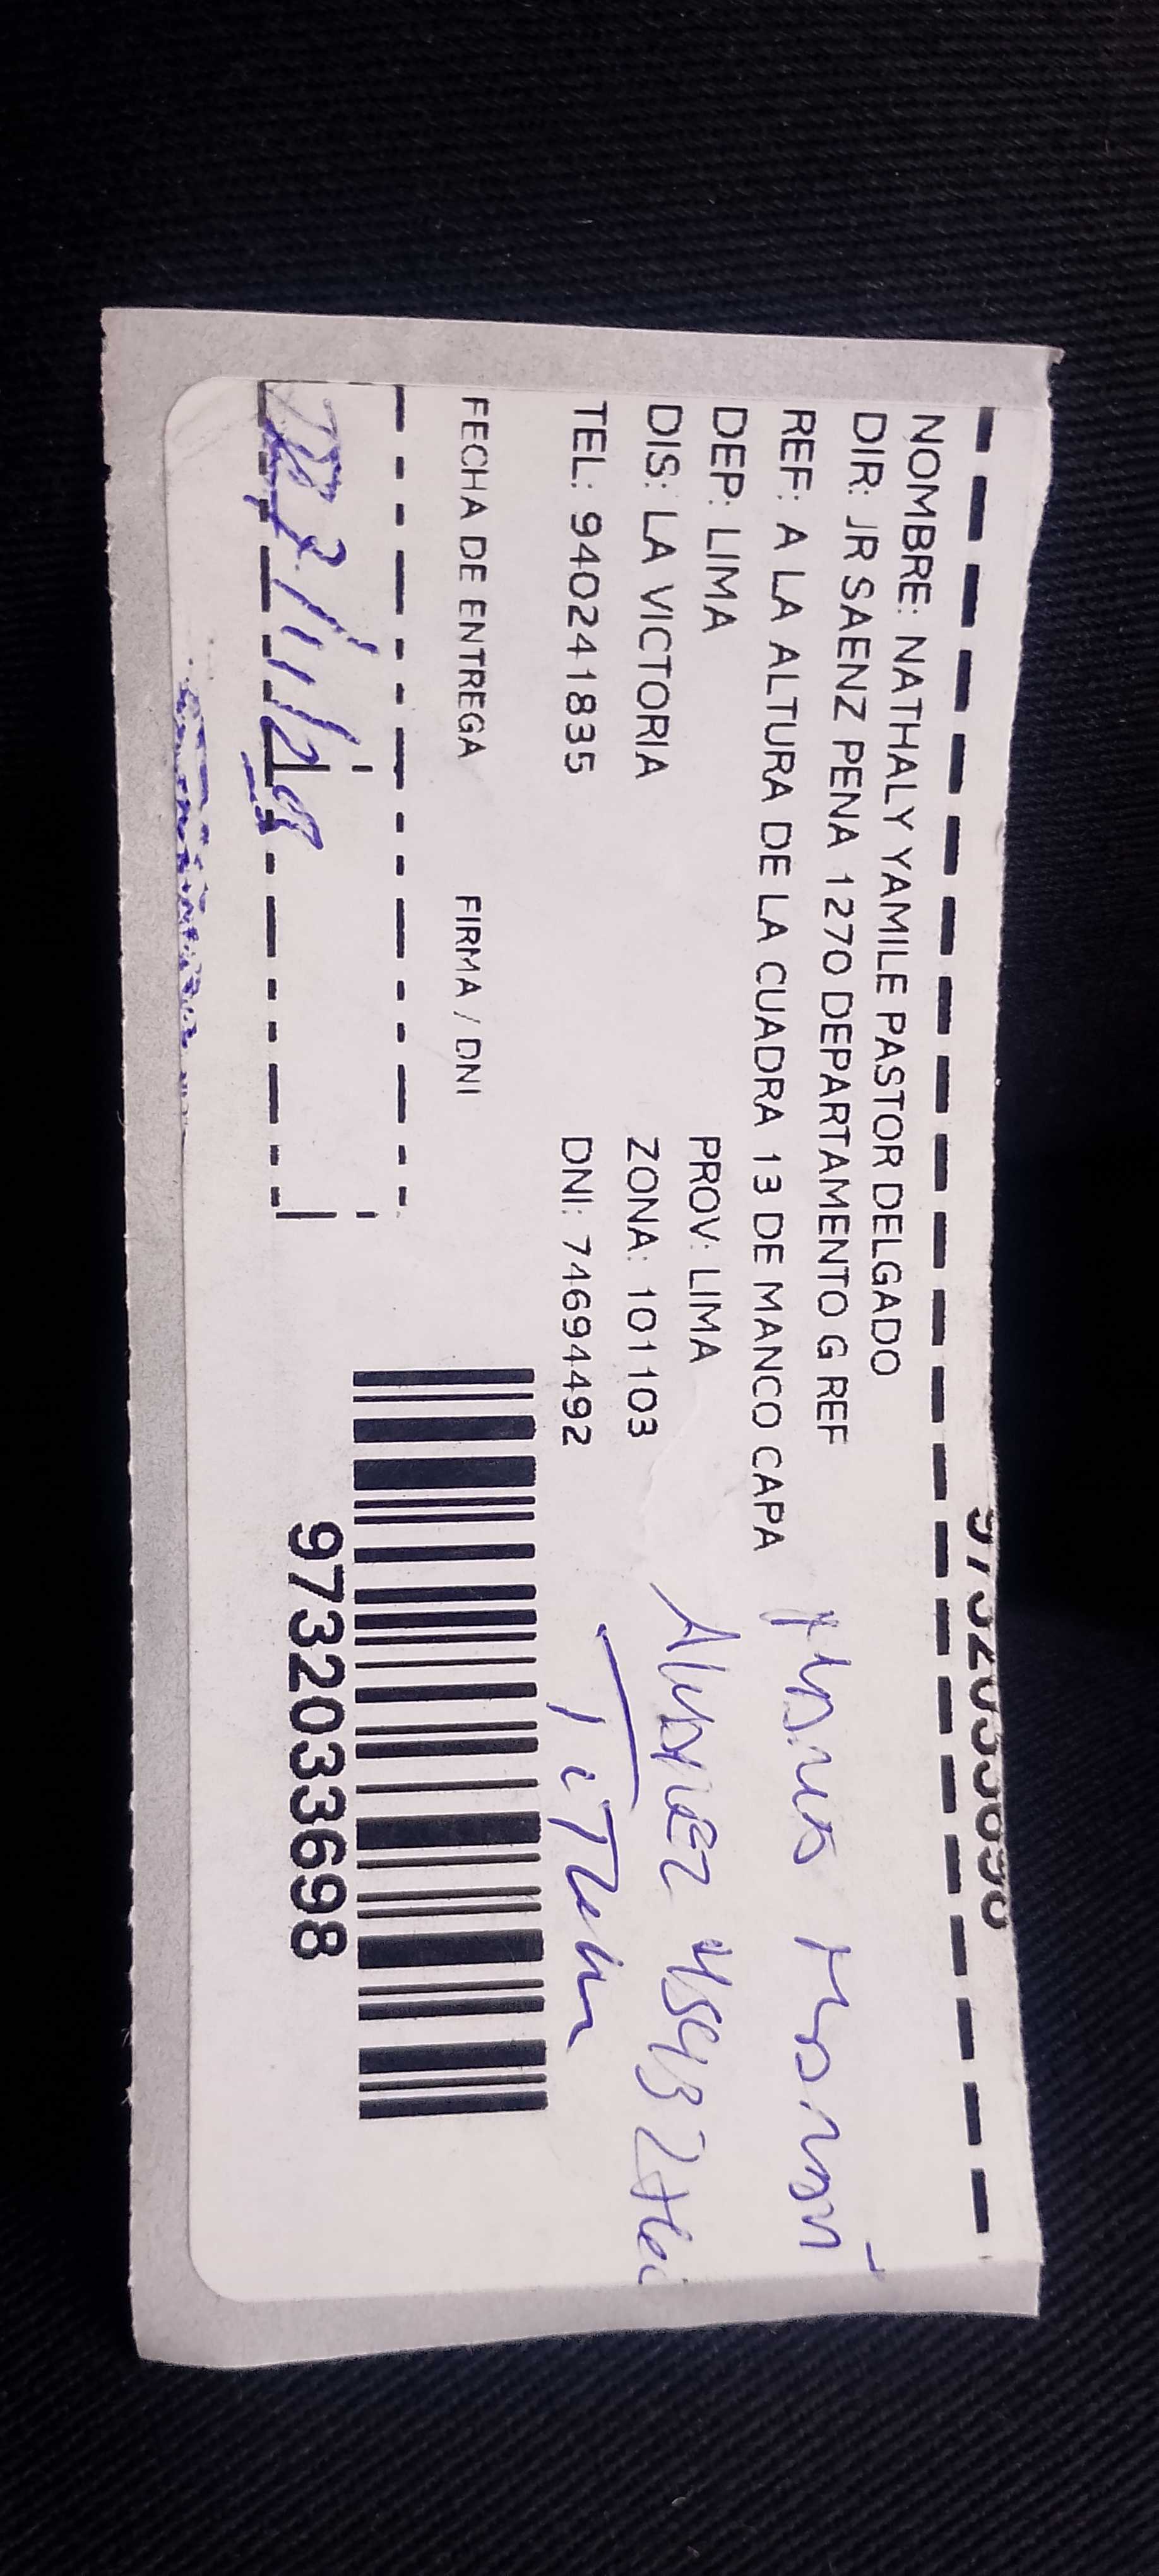 9732033698
NOMBRE: NATHALY YAMILE PASTOR DELGADO
DIR: JR SAENZ PENA 1270 DEPARTAMENTO G REF
REF: A LA ALTURA DE LA CUADRA 13 DE MANCO CAPA
DEP: LIMA PROV: LIMA
DIS: LA VICTORIA ZONA: 101103
TEL: 940241835 DNI: 74694492
FECHA DE ENTREGA FIRMA / DNI
9732033698